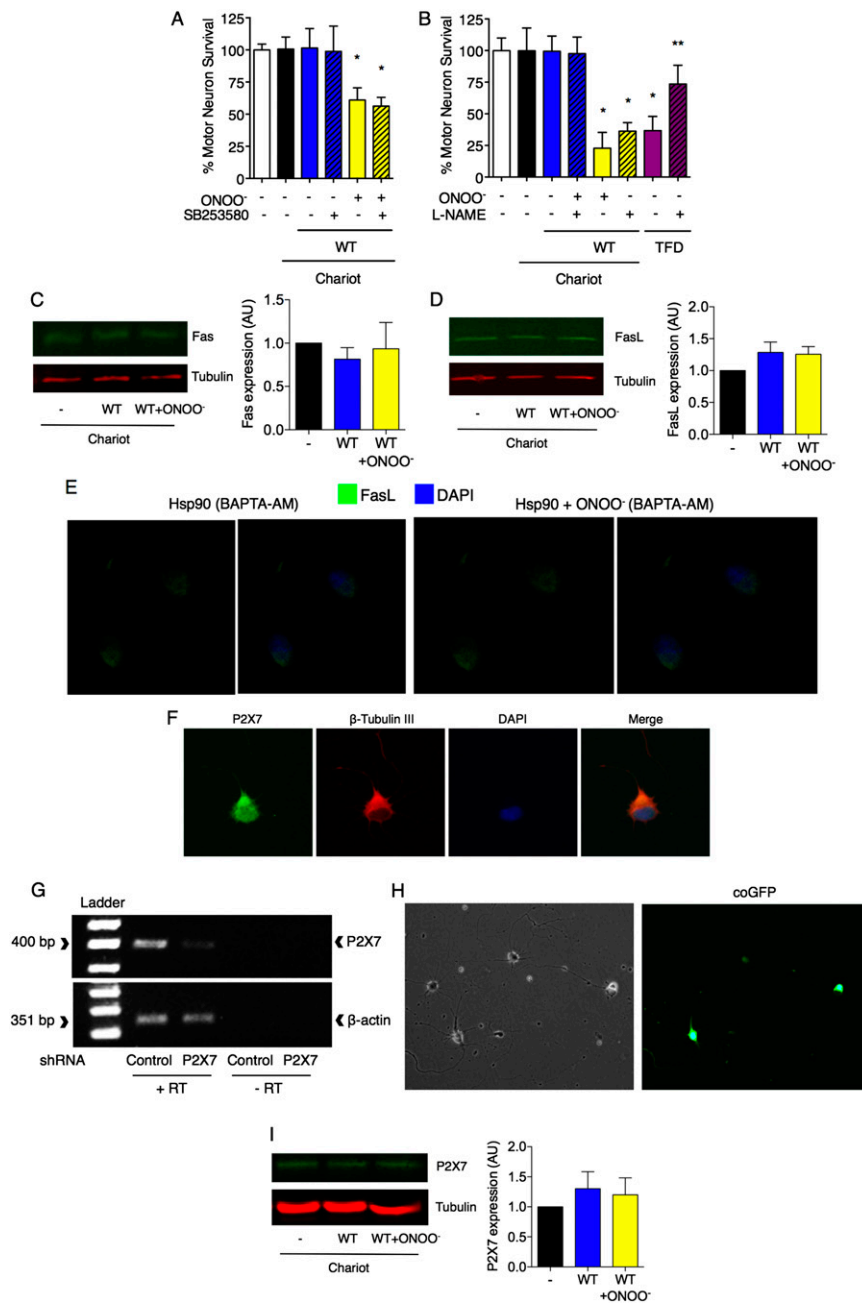 A
% Motor Neuron Survival
125
100
75
50
25
0
* *
ONOO⁻ - - - - + +
SB253580 - - - + - +
WT
Chariot
B
% Motor Neuron Survival
125
100
75
50
25
0
* * * **
ONOO⁻ - - - + + -
L-NAME - - - + - + - +
WT TFD
Chariot
C
Fas
Tubulin
- WT WT+ONOO⁻
Chariot
Fas expression (AU)
1.5
1.0
0.5
0.0
- WT WT
+ONOO⁻
D
FasL
Tubulin
- WT WT+ONOO⁻
Chariot
FasL expression (AU)
2.0
1.5
1.0
0.5
0.0
- WT WT
+ONOO⁻
E
FasL DAPI
Hsp90 (BAPTA-AM) Hsp90 + ONOO⁻ (BAPTA-AM)
F
P2X7 β-Tubulin III DAPI Merge
G
Ladder
400 bp P2X7
351 bp β-actin
shRNA Control P2X7 Control P2X7
+ RT - RT
H
coGFP
I
P2X7
Tubulin
- WT WT+ONOO⁻
Chariot
P2X7 expression (AU)
2.0
1.5
1.0
0.5
0.0
- WT WT
+ONOO⁻